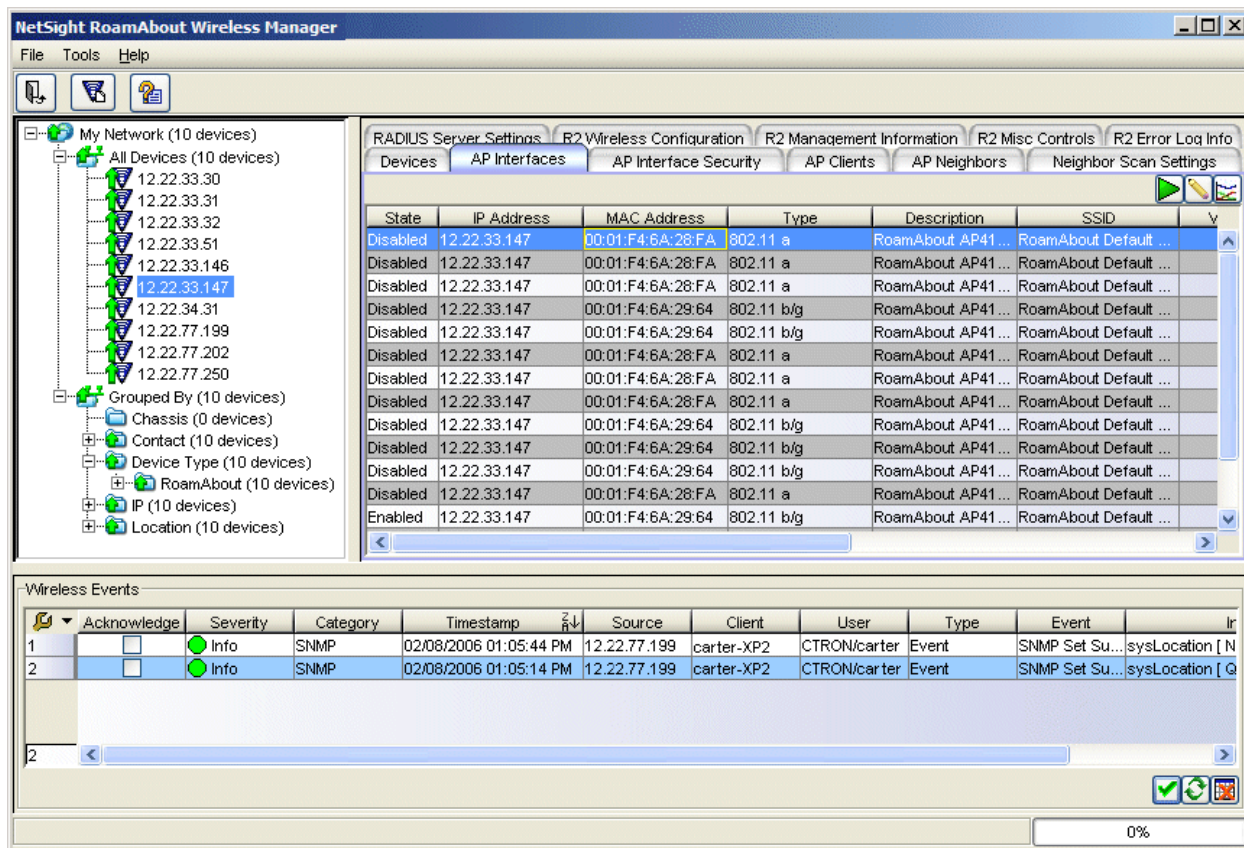 NetSight RoamAbout Wireless Manager
File Tools Help
My Network (10 devices)
All Devices (10 devices)
12.22.33.30
12.22.33.31
12.22.33.32
12.22.33.51
12.22.33.146
12.22.33.147
12.22.34.31
12.22.77.199
12.22.77.202
12.22.77.250
Grouped By (10 devices)
Chassis (0 devices)
Contact (10 devices)
Device Type (10 devices)
RoamAbout (10 devices)
IP (10 devices)
Location (10 devices)
RADIUS Server Settings R2 Wireless Configuration R2 Management Information R2 Misc Controls R2 Error Log Info
Devices AP Interfaces AP Interface Security AP Clients AP Neighbors Neighbor Scan Settings
State IP Address MAC Address Type Description SSID V
Disabled 12.22.33.147 00:01:F4:6A:28:FA 802.11 a RoamAbout AP41... RoamAbout Default ...
Disabled 12.22.33.147 00:01:F4:6A:28:FA 802.11 a RoamAbout AP41... RoamAbout Default ...
Disabled 12.22.33.147 00:01:F4:6A:28:FA 802.11 a RoamAbout AP41... RoamAbout Default ...
Disabled 12.22.33.147 00:01:F4:6A:29:64 802.11 b/g RoamAbout AP41... RoamAbout Default ...
Disabled 12.22.33.147 00:01:F4:6A:29:64 802.11 b/g RoamAbout AP41... RoamAbout Default ...
Disabled 12.22.33.147 00:01:F4:6A:28:FA 802.11 a RoamAbout AP41... RoamAbout Default ...
Disabled 12.22.33.147 00:01:F4:6A:28:FA 802.11 a RoamAbout AP41... RoamAbout Default ...
Disabled 12.22.33.147 00:01:F4:6A:28:FA 802.11 a RoamAbout AP41... RoamAbout Default ...
Disabled 12.22.33.147 00:01:F4:6A:29:64 802.11 b/g RoamAbout AP41... RoamAbout Default ...
Disabled 12.22.33.147 00:01:F4:6A:29:64 802.11 b/g RoamAbout AP41... RoamAbout Default ...
Disabled 12.22.33.147 00:01:F4:6A:29:64 802.11 b/g RoamAbout AP41... RoamAbout Default ...
Disabled 12.22.33.147 00:01:F4:6A:28:FA 802.11 a RoamAbout AP41... RoamAbout Default ...
Enabled 12.22.33.147 00:01:F4:6A:29:64 802.11 b/g RoamAbout AP41... RoamAbout Default ...
Wireless Events
Acknowledge Severity Category Timestamp Source Client User Type Event In
1 Info SNMP 02/08/2006 01:05:44 PM 12.22.77.199 carter-XP2 CTRON/carter Event SNMP Set Su... sysLocation [ N
2 Info SNMP 02/08/2006 01:05:14 PM 12.22.77.199 carter-XP2 CTRON/carter Event SNMP Set Su... sysLocation [ Q
2
0%